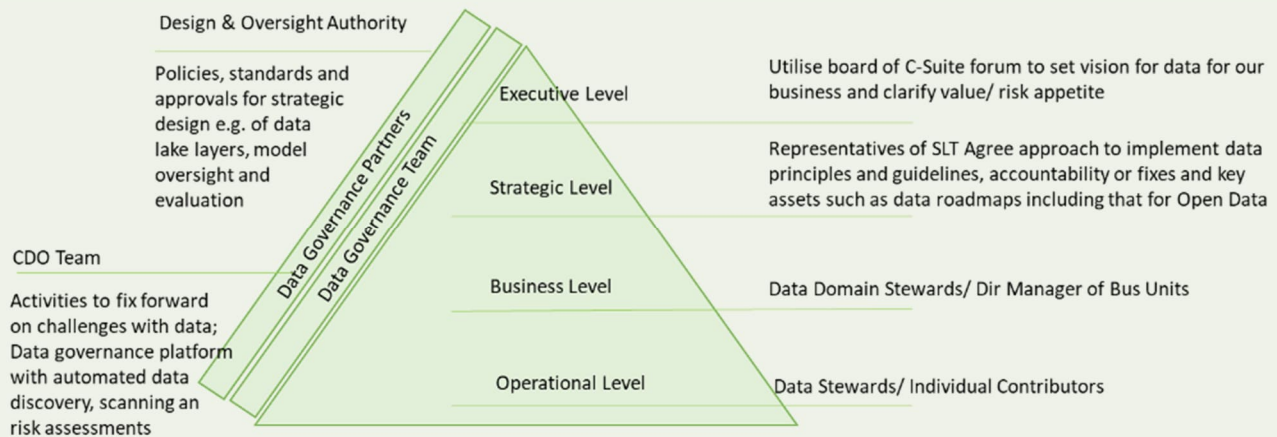 Design & Oversight Authority
Policies, standards and
approvals for strategic
design e.g. of data
lake layers, model
oversight and
evaluation
CDO Team
Activities to fix forward
on challenges with data;
Data governance platform
with automated data
discovery, scanning an
risk assessments
Data Governance Partners
Data Governance Team
Executive Level
Utilise board of C-Suite forum to set vision for data for our
business and clarify value/ risk appetite
Strategic Level
Representatives of SLT Agree approach to implement data
principles and guidelines, accountability or fixes and key
assets such as data roadmaps including that for Open Data
Business Level
Data Domain Stewards/ Dir Manager of Bus Units
Operational Level
Data Stewards/ Individual Contributors